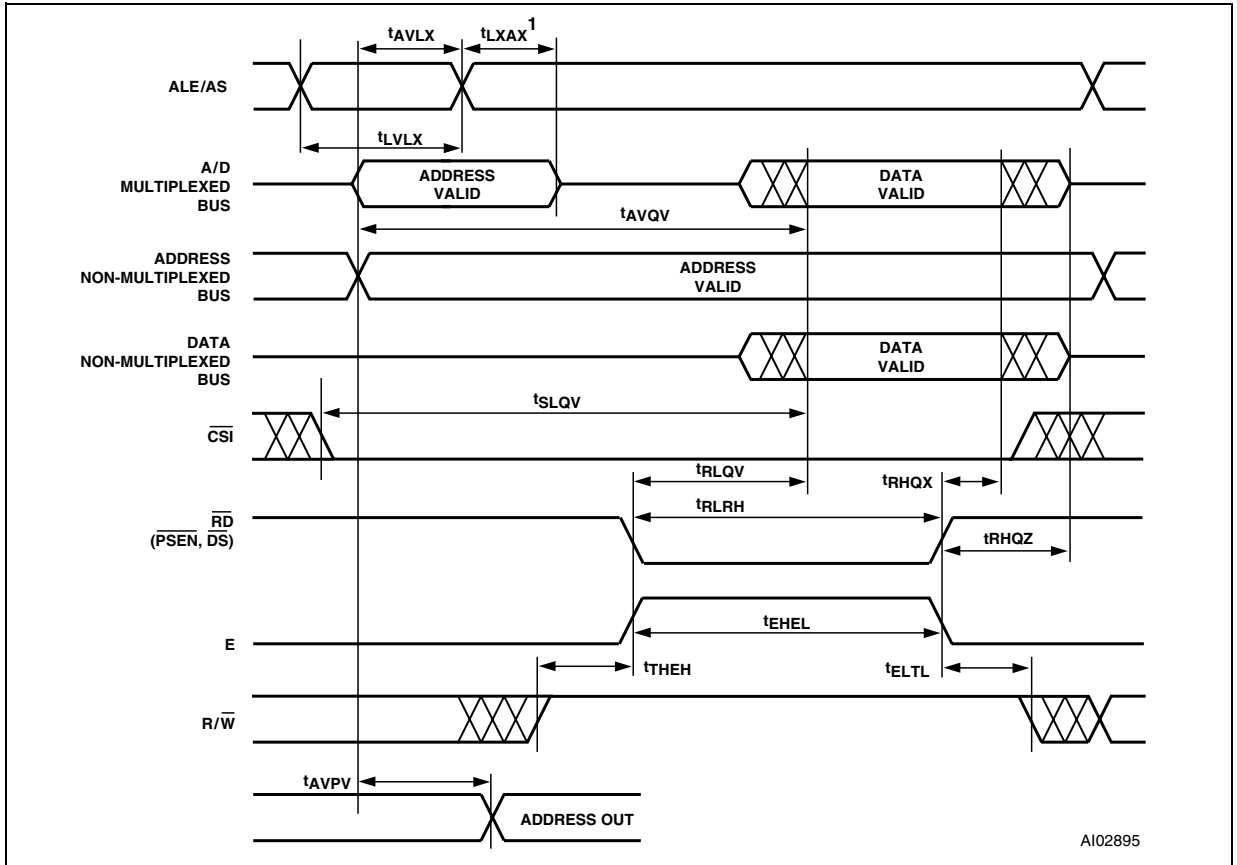 tAVLX tLXAX1
ALE/AS
tLVLX
A/D
MULTIPLEXED
BUS
ADDRESS
VALID
DATA
VALID
tAVQV
ADDRESS
NON-MULTIPLEXED
BUS
ADDRESS
VALID
DATA
NON-MULTIPLEXED
BUS
DATA
VALID
tSLQV
CSI
tRLQV tRHQX
tRLRH
RD
(PSEN, DS)
tRHQZ
tEHEL
E
tTHEH tELTL
R/W
tAVPV
ADDRESS OUT
AI02895